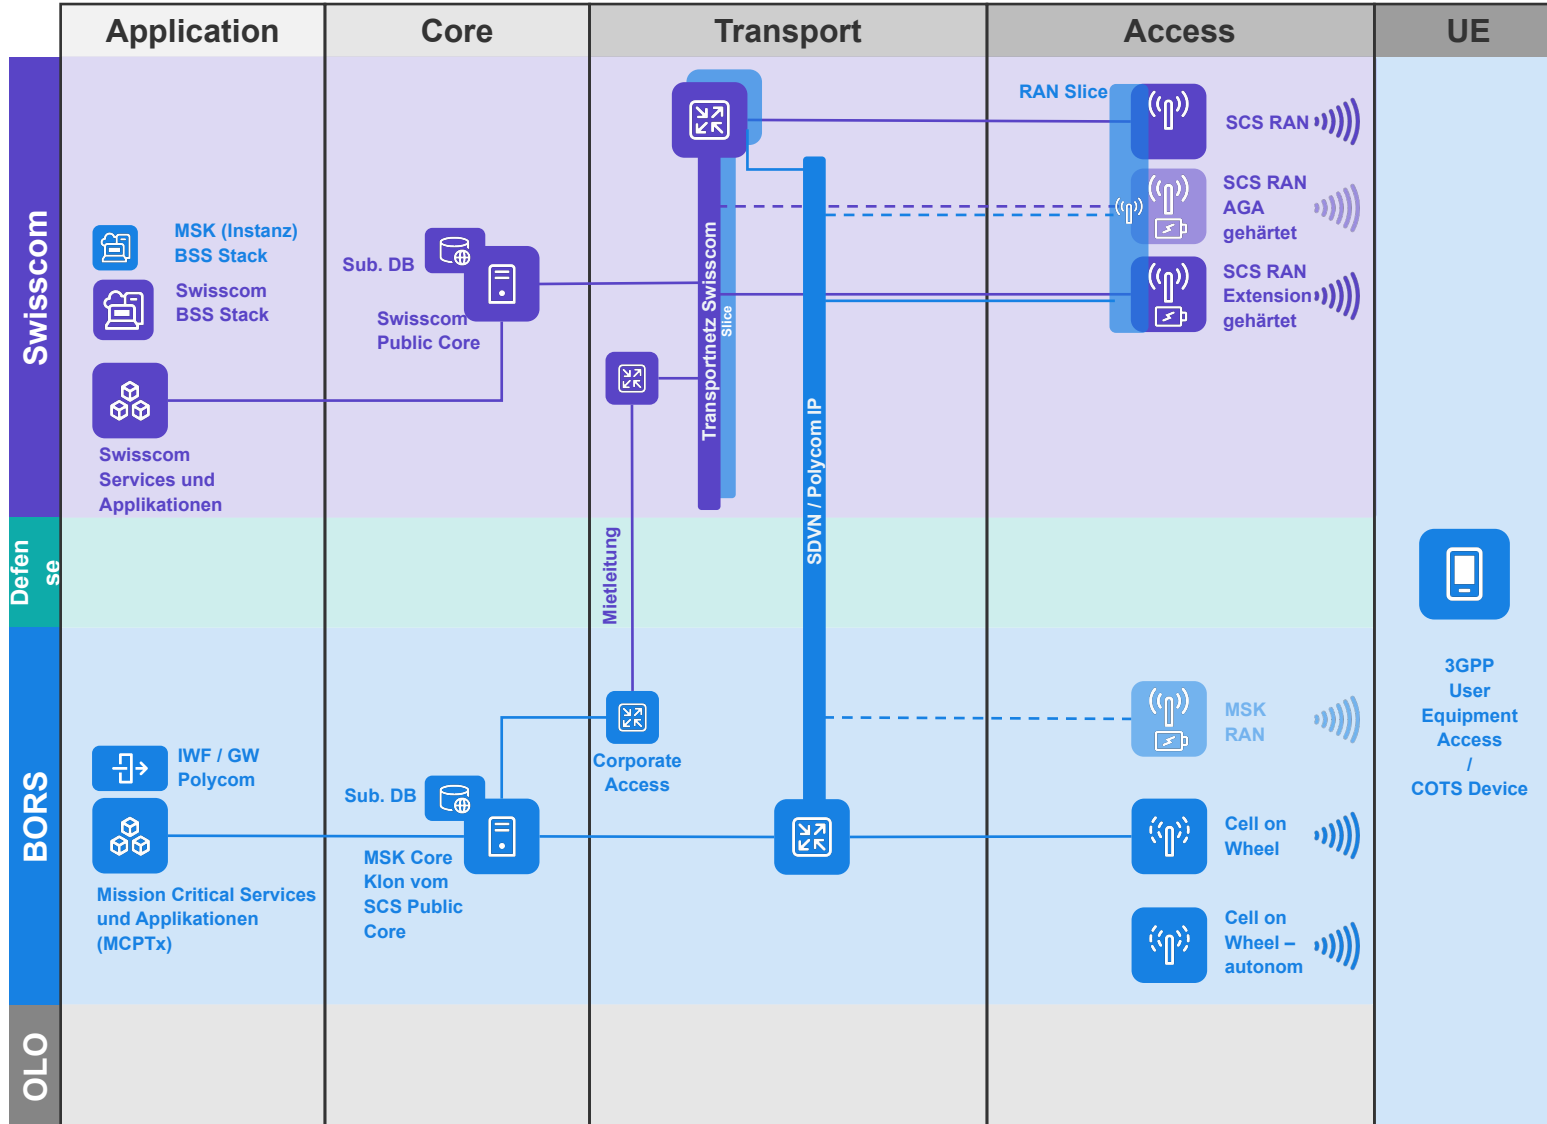 Application
Core
Transport
Access
UE
Swisscom
MSK (Instanz)
BSS Stack
Swisscom
BSS Stack
Swisscom
Services und
Applikationen
Sub. DB
Swisscom
Public Core
Transportnetz Swisscom
Slice
SDVN / Polycom IP
Mietleitung
RAN Slice
SCS RAN
SCS RAN
AGA
gehärtet
SCS RAN
Extension
gehärtet
Defen
se
BORS
IWF / GW
Polycom
Mission Critical Services
und Applikationen
(MCPTx)
Sub. DB
MSK Core
Klon vom
SCS Public
Core
Corporate
Access
MSK
RAN
Cell on
Wheel
Cell on
Wheel –
autonom
3GPP
User
Equipment
Access
/
COTS Device
OLO